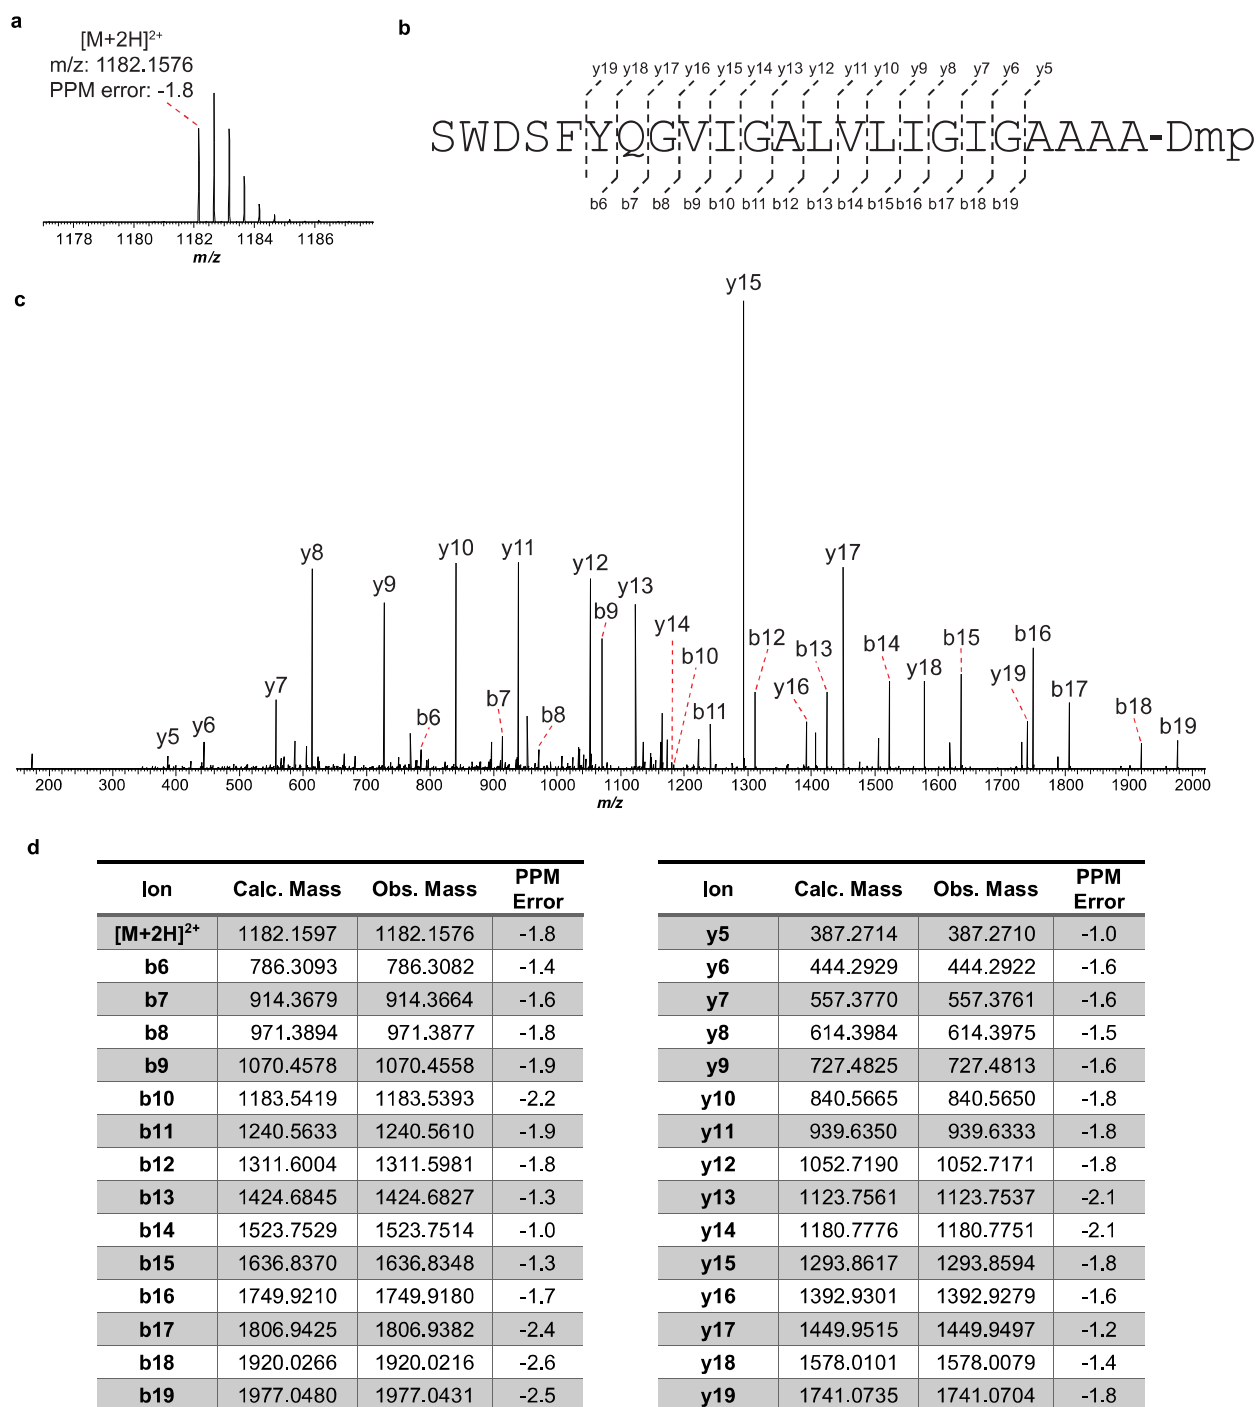 a
[M+2H]²⁺
m/z: 1182.1576
PPM error: -1.8
1178 1180 1182 1184 1186
m/z
b
y19 y18 y17 y16 y15 y14 y13 y12 y11 y10 y9 y8 y7 y6 y5
SWDSFYQGVIGALVLIGIGAAAA-Dmp
b6 b7 b8 b9 b10 b11 b12 b13 b14 b15 b16 b17 b18 b19
c
y15
y8
y10
y11
y17
y9
y12
y13
b9
y14
b10
b12
b13
b14
b15
b16
y7
b7
b6
b8
b11
y16
y18
y19
b17
b18
b19
y5
y6
200 300 400 500 600 700 800 900 1000 1100 1200 1300 1400 1500 1600 1700 1800 1900 2000
m/z
d
Ion Calc. Mass Obs. Mass PPM Error
[M+2H]²⁺ 1182.1597 1182.1576 -1.8
b6 786.3093 786.3082 -1.4
b7 914.3679 914.3664 -1.6
b8 971.3894 971.3877 -1.8
b9 1070.4578 1070.4558 -1.9
b10 1183.5419 1183.5393 -2.2
b11 1240.5633 1240.5610 -1.9
b12 1311.6004 1311.5981 -1.8
b13 1424.6845 1424.6827 -1.3
b14 1523.7529 1523.7514 -1.0
b15 1636.8370 1636.8348 -1.3
b16 1749.9210 1749.9180 -1.7
b17 1806.9425 1806.9382 -2.4
b18 1920.0266 1920.0216 -2.6
b19 1977.0480 1977.0431 -2.5
Ion Calc. Mass Obs. Mass PPM Error
y5 387.2714 387.2710 -1.0
y6 444.2929 444.2922 -1.6
y7 557.3770 557.3761 -1.6
y8 614.3984 614.3975 -1.5
y9 727.4825 727.4813 -1.6
y10 840.5665 840.5650 -1.8
y11 939.6350 939.6333 -1.8
y12 1052.7190 1052.7171 -1.8
y13 1123.7561 1123.7537 -2.1
y14 1180.7776 1180.7751 -2.1
y15 1293.8617 1293.8594 -1.8
y16 1392.9301 1392.9279 -1.6
y17 1449.9515 1449.9497 -1.2
y18 1578.0101 1578.0079 -1.4
y19 1741.0735 1741.0704 -1.8